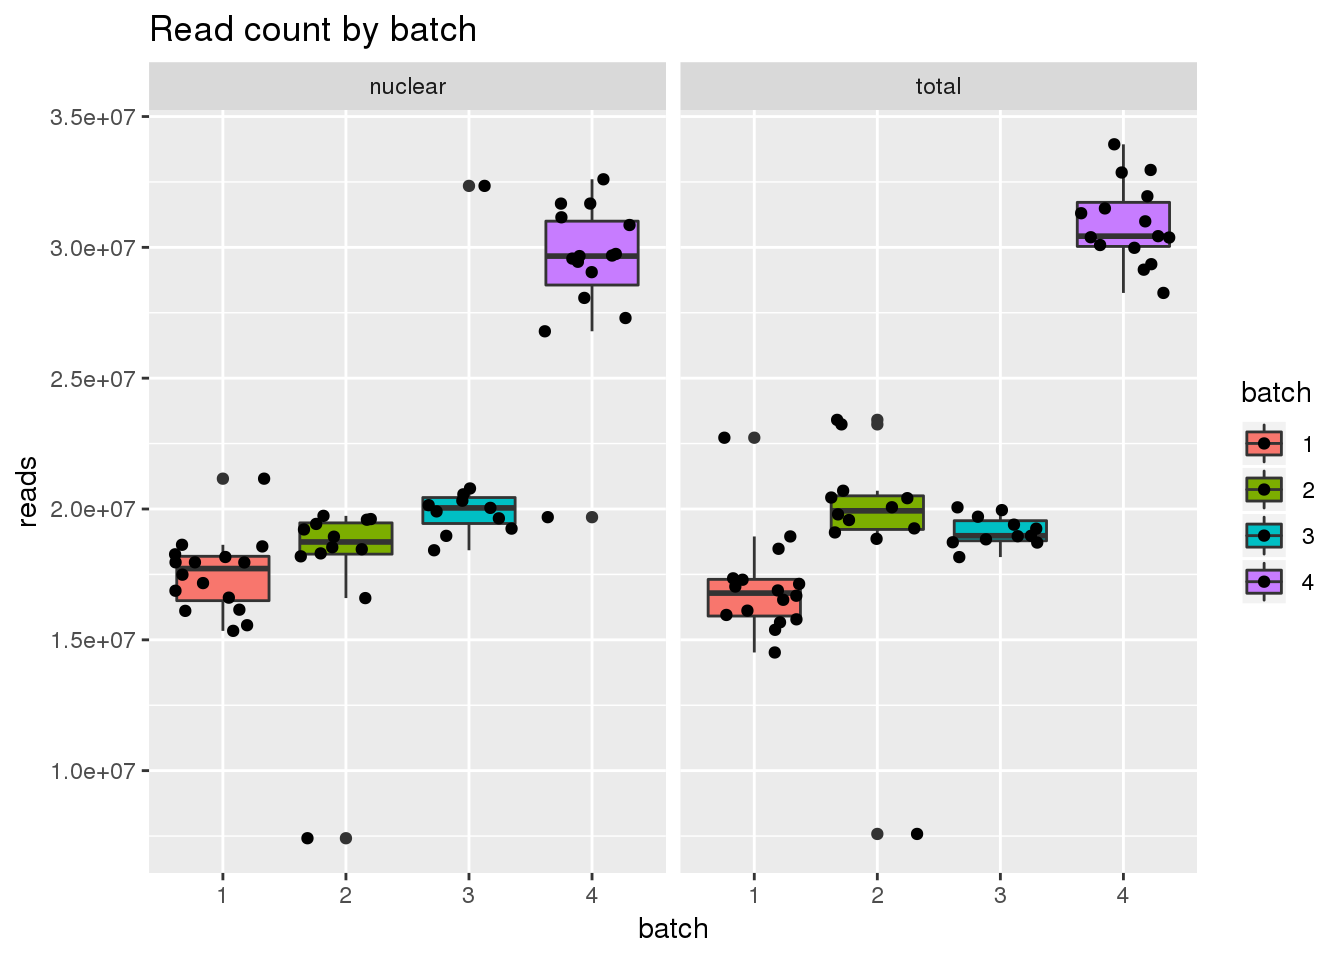 Read count by batch
nuclear
total
3.5e+07
3.0e+07
2.5e+07
2.0e+07
1.5e+07
1.0e+07
reads
1 2 3 4
1 2 3 4
batch
batch
1
2
3
4